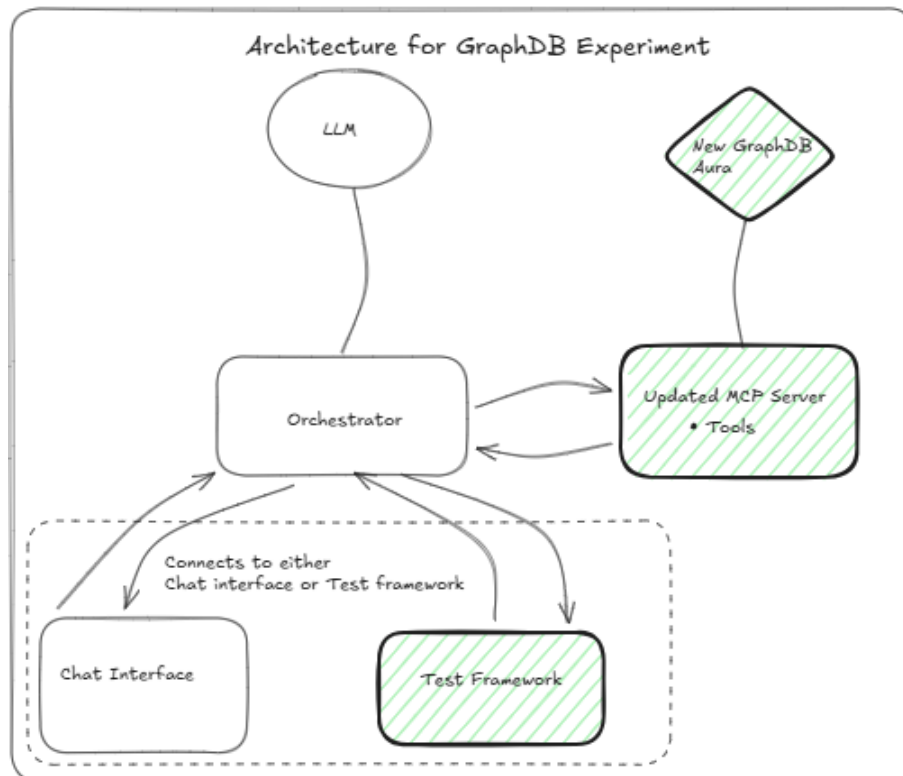 Architecture for GraphDB Experiment
LLM
New GraphDB
Aura
Orchestrator
Updated MCP Server
• Tools
Connects to either
Chat interface or Test framework
Chat Interface
Test Framework